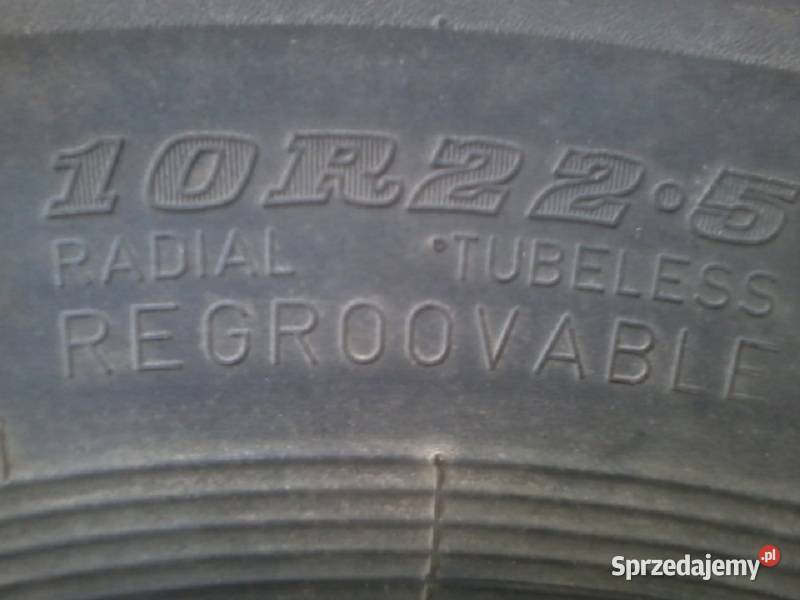 10R22.5
RADIAL TUBELESS
REGROOVABLE
Sprzedajemy.pl